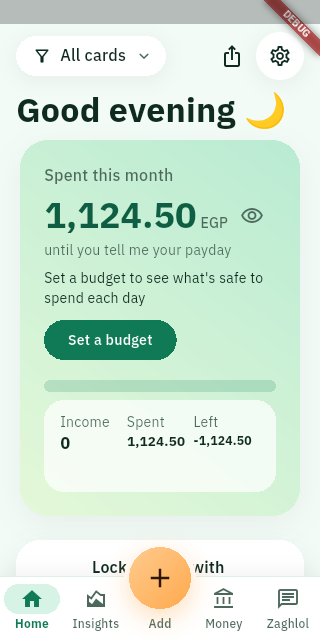 DEBUG
All cards
Good evening 🌙
Spent this month
1,124.50 EGP
until you tell me your payday
Set a budget to see what's safe to
spend each day
Set a budget
Income Spent Left
0 1,124.50 -1,124.50
with
Home Insights Add Money Zaghlol